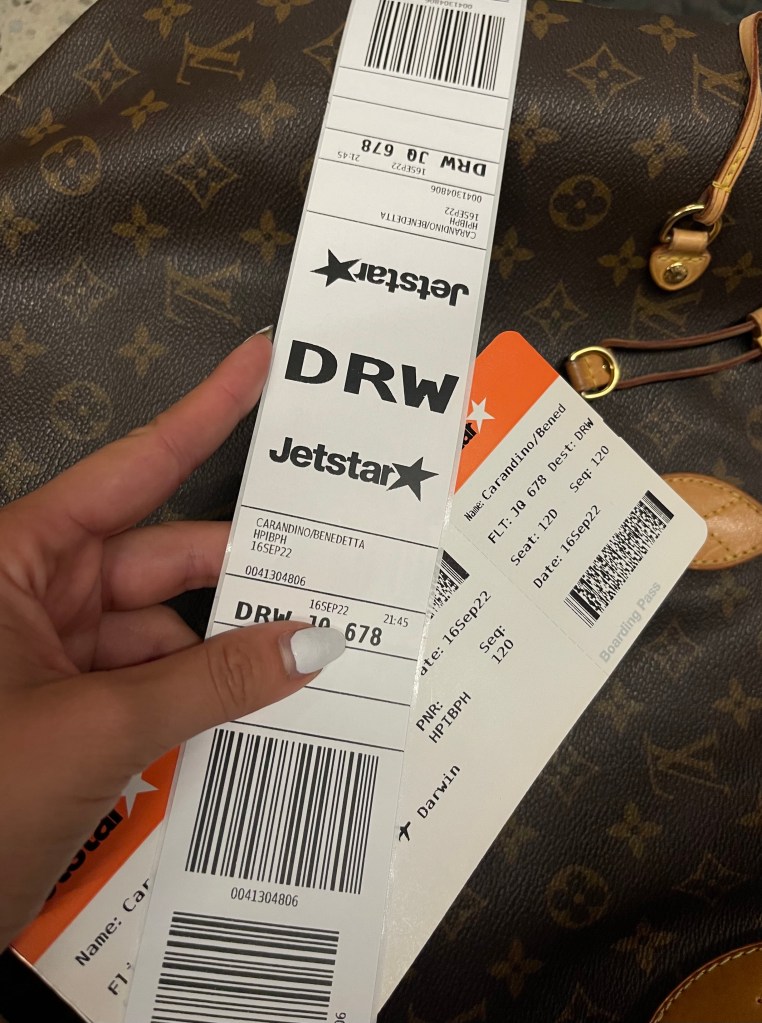 0041304806
DRW JQ 678
16SEP22
21:45
0041304806
16SEP22
HPIBPH
CARANDINO/BENEDETTA
Jetstar
DRW
Jetstar
CARANDINO/BENEDETTA
HPIBPH
16SEP22
0041304806
16SEP22
21:45
DRW JQ 678
0041304806
Name: Carandino/Bened
FLT: JQ 678 Dest: DRW
Seat: 12D Seq: 120
Date: 16Sep22
Boarding Pass
ate: 16Sep22
Seq:
120
PNR:
HPIBPH
Darwin
Name: Car